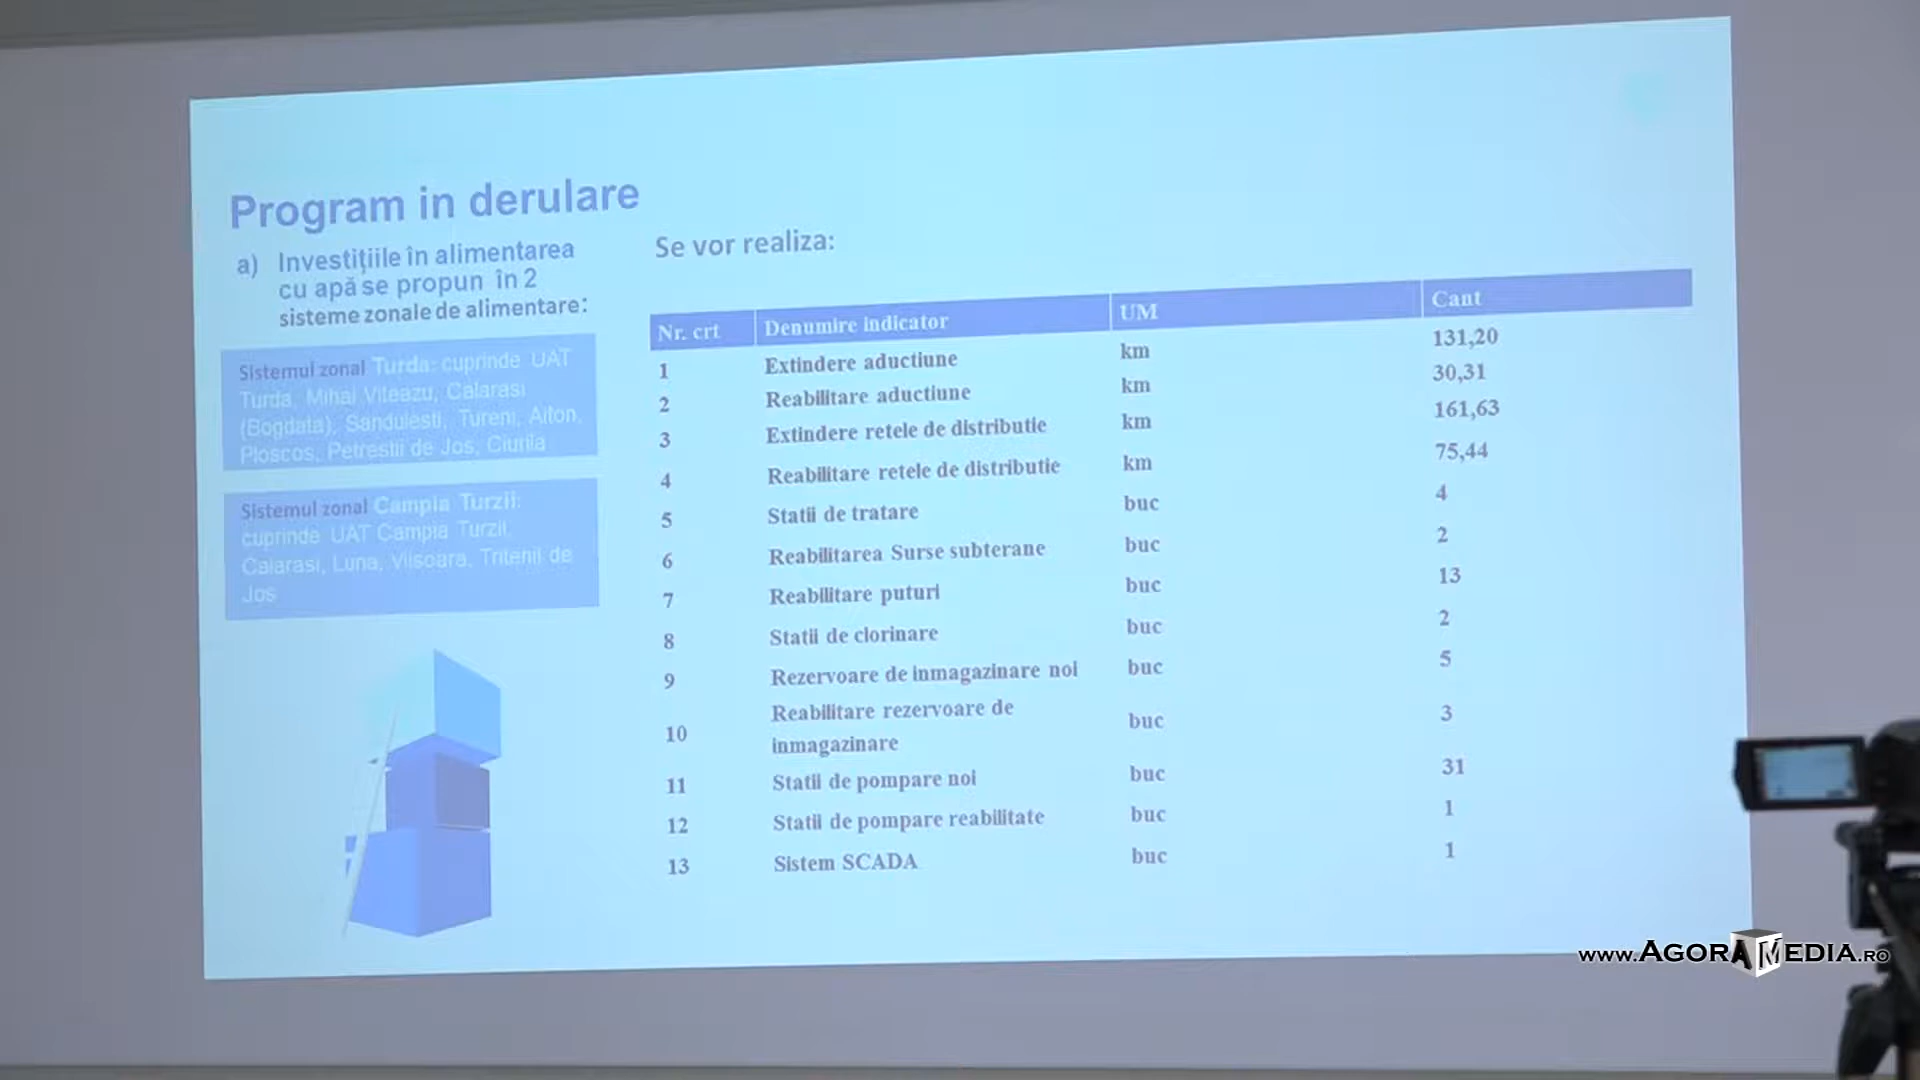 Program in derulare
a) Investițiile în alimentarea
cu apă se propun în 2
sisteme zonale de alimentare:
Sistemul zonal Turda: cuprinde UAT
Turda, Mihai Viteazu, Calarasi
(Bogdata), Sandulesti, Tureni, Aiton,
Ploscos, Petrestii de Jos, Ciurila
Sistemul zonal Campia Turzii:
cuprinde UAT Campia Turzii,
Calarasi, Luna, Viisoara, Tritenii de
Jos
Se vor realiza:
Nr. crt Denumire indicator UM Cant
1 Extindere aductiune km 131,20
2 Reabilitare aductiune km 30,31
3 Extindere retele de distributie km 161,63
4 Reabilitare retele de distributie km 75,44
5 Statii de tratare buc 4
6 Reabilitarea Surse subterane buc 2
7 Reabilitare puturi buc 13
8 Statii de clorinare buc 2
9 Rezervoare de inmagazinare noi buc 5
10 Reabilitare rezervoare de
inmagazinare buc 3
11 Statii de pompare noi buc 31
12 Statii de pompare reabilitate buc 1
13 Sistem SCADA buc 1
www.AGORAMEDIA.RO